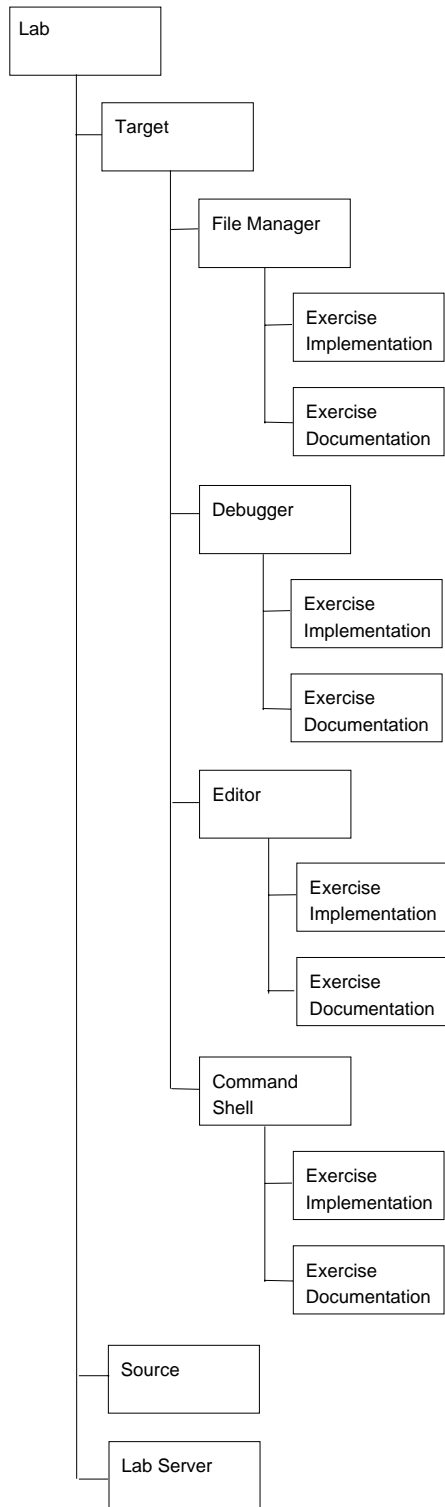 Lab
Target
File Manager
Exercise
Implementation
Exercise
Documentation
Debugger
Exercise
Implementation
Exercise
Documentation
Editor
Exercise
Implementation
Exercise
Documentation
Command
Shell
Exercise
Implementation
Exercise
Documentation
Source
Lab Server